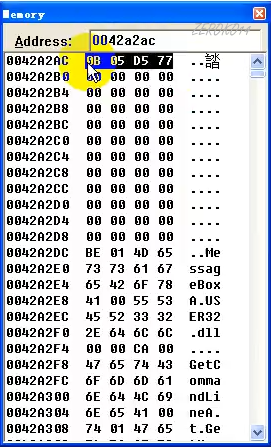 Memory
Address: 0042a2ac
0042A2AC 0B 05 D5 77 ..誻
0042A2B0 00 00 00 00 ....
0042A2B4 00 00 00 00 ....
0042A2B8 00 00 00 00 ....
0042A2BC 00 00 00 00 ....
0042A2C0 00 00 00 00 ....
0042A2C4 00 00 00 00 ....
0042A2C8 00 00 00 00 ....
0042A2CC 00 00 00 00 ....
0042A2D0 00 00 00 00 ....
0042A2D4 00 00 00 00 ....
0042A2D8 00 00 00 00 ....
0042A2DC BE 01 4D 65 ..Me
0042A2E0 73 73 61 67 ssag
0042A2E4 65 42 6F 78 eBox
0042A2E8 41 00 55 53 A.US
0042A2EC 45 52 33 32 ER32
0042A2F0 2E 64 6C 6C .dll
0042A2F4 00 00 CA 00 ....
0042A2F8 47 65 74 43 GetC
0042A2FC 6F 6D 6D 61 omma
0042A300 6E 64 4C 69 ndLi
0042A304 6E 65 41 00 neA.
0042A308 74 01 47 65 t.Ge